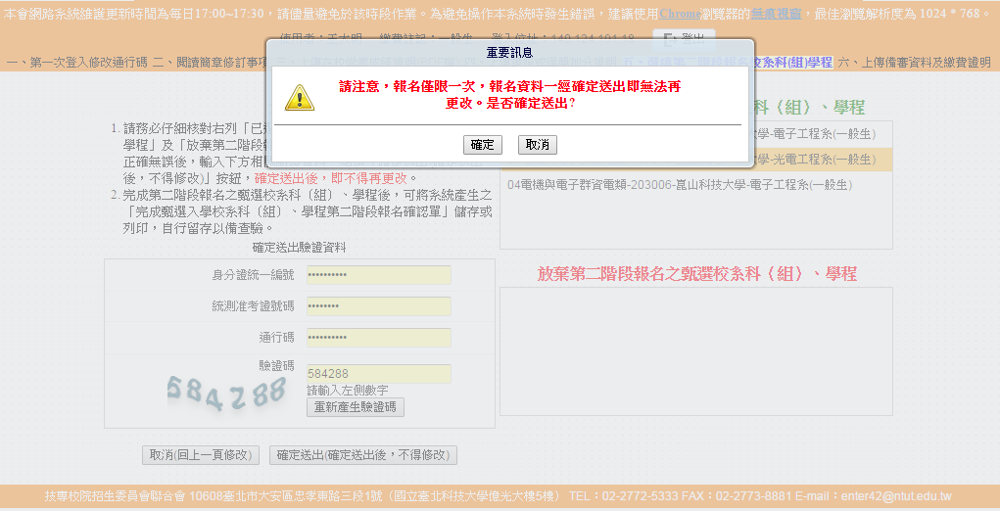 本會網路系統維護更新時間為每日17:00~17:30，請儘量避免於該時段作業。為避免操作本系統時發生錯誤，建議使用Chrome瀏覽器的無痕視窗，最佳瀏覽解析度為 1024 * 768。
登出
一、第一次登入修改通行碼 二、閱讀簡章修訂事項
校系科(組)學程 六、上傳備審資料及繳費證明
重要訊息
請注意，報名僅限一次，報名資料一經確定送出即無法再
更改。是否確定送出?
確定 取消
1. 請務必仔細核對右列「已
學程」及「放棄第二階段
正確無誤後，輸入下方相
後，不得修改)」按鈕，確定送出後，即不得再更改。
2. 完成第二階段報名之甄選校系科〔組〕、學程後，可將系統產生之
「完成甄選入學校系科〔組〕、學程第二階段報名確認單」儲存或
列印，自行留存以備查驗。
科〔組〕、學程
學-電子工程系(一般生)
學-光電工程系(一般生)
04電機與電子群資電類-203006-崑山科技大學-電子工程系(一般生)
確定送出驗證資料
身分證統一編號 ••••••••••
統測准考證號碼 ••••••••
通行碼 ••••••••••
驗證碼
584288 584288
請輸入左側數字
重新產生驗證碼
放棄第二階段報名之甄選校系科〔組〕、學程
取消(回上一頁修改) 確定送出(確定送出後，不得修改)
技專校院招生委員會聯合會 10608臺北市大安區忠孝東路三段1號（國立臺北科技大學億光大樓5樓） TEL：02-2772-5333 FAX：02-2773-8881 E-mail：enter42@ntut.edu.tw